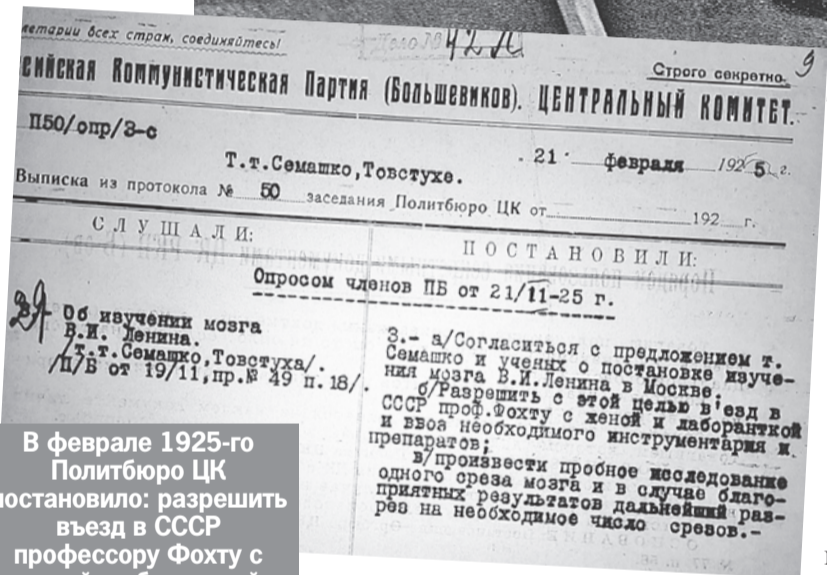 метарии всех стран, соединяйтесь!
Дело № 42 Л
Строго секретно. 9
сийская Коммунистическая Партия (Большевиков). ЦЕНТРАЛЬНЫЙ КОМИТЕТ.
П50/опр/3-с
21 февраля 1925 г.
Т.т.Семашко,Товстухе.
Выписка из протокола № 50 заседания Политбюро ЦК от 192 г.
СЛУШАЛИ:
ПОСТАНОВИЛИ:
Опросом членов ПБ от 21/11-25 г.
Об изучении мозга
В.И. Ленина.
/т.т.Семашко,Товстуха/.
/П/Б от 19/11,пр.№ 49 п.18/.
3.- а/Согласиться с предложением т.
Семашко и ученых о постановке изуче-
ния мозга В.И.Ленина в Москве;
б/Разрешить с этой целью в'езд в
СССР проф.Фохту с женой и лаборанткой
и ввоз необходимого инструментария и
препаратов;
в/произвести пробное исследование
одного среза мозга и в случае благо-
приятных результатов дальнейший раз-
рез на необходимое число срезов.-
В феврале 1925-го
Политбюро ЦК
постановило: разрешить
въезд в СССР
профессору Фохту с